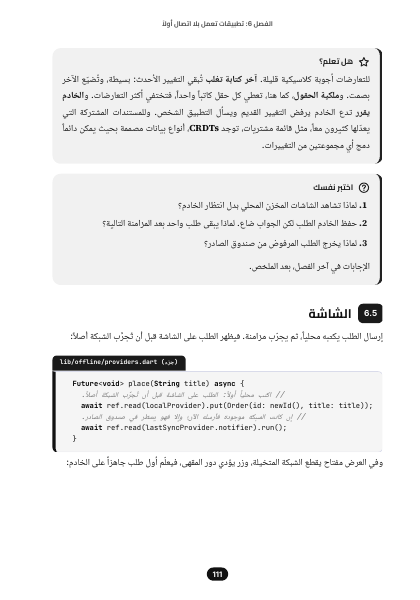 الفصل 6: تطبيقات تعمل بلا اتصال أولاً
هل تعلم؟
للتعارضات أجوبة كلاسيكية قليلة. آخر كتابة تغلب تُبقي التغيير الأحدث: بسيطة، وتُضيّع الآخر
بصمت. وملكية الحقول، كما هنا، تعطي كل حقل كاتباً واحداً، فتختفي أكثر التعارضات. والخادم
يقرر تدع الخادم يرفض التغيير القديم ويسأل التطبيق الشخص. وللمستندات المشتركة التي
يعدّلها كثيرون معاً، مثل قائمة مشتريات، توجد CRDTs، أنواع بيانات مصممة بحيث يمكن دائماً
دمج أي مجموعتين من التغييرات.
اختبر نفسك
1. لماذا تشاهد الشاشات المخزن المحلي بدل انتظار الخادم؟
2. حفظ الخادم الطلب لكن الجواب ضاع. لماذا يبقى طلب واحد بعد المزامنة التالية؟
3. لماذا يخرج الطلب المرفوض من صندوق الصادر؟
الإجابات في آخر الفصل، بعد الملخص.
6.5 الشاشة
إرسال الطلب يكتبه محلياً، ثم يجرّب مزامنة. فيظهر الطلب على الشاشة قبل أن تُجرَّب الشبكة أصلاً:
lib/offline/providers.dart (جزء)
Future<void> place(String title) async {
// اكتب محلياً أولاً: الطلب على الشاشة قبل أن تُجرَّب الشبكة أصلاً.
await ref.read(localProvider).put(Order(id: newId(), title: title));
// إن كانت الشبكة موجودة فأرسله الآن؛ وإلا فهو ينتظر في صندوق الصادر.
await ref.read(lastSyncProvider.notifier).run();
}
وفي العرض مفتاح يقطع الشبكة المتخيلة، وزر يؤدي دور المقهى، فيعلّم أول طلب جاهزاً على الخادم:
111